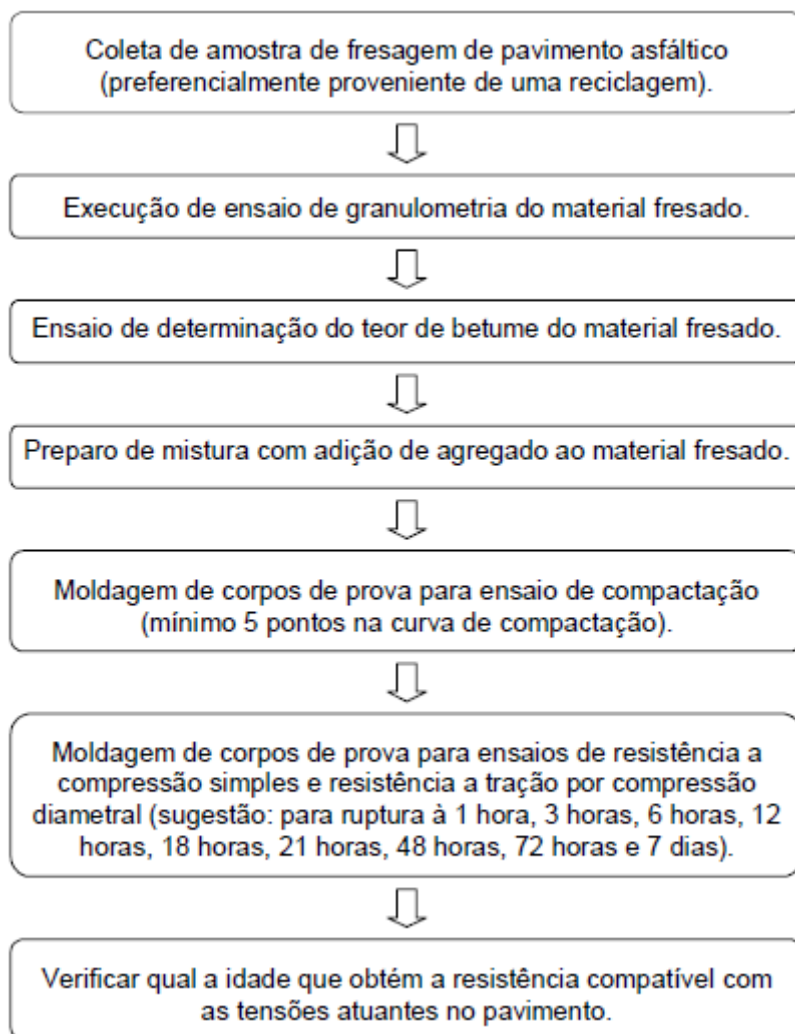 Coleta de amostra de fresagem de pavimento asfáltico
(preferencialmente proveniente de uma reciclagem).
Execução de ensaio de granulometria do material fresado.
Ensaio de determinação do teor de betume do material fresado.
Preparo de mistura com adição de agregado ao material fresado.
Moldagem de corpos de prova para ensaio de compactação
(mínimo 5 pontos na curva de compactação).
Moldagem de corpos de prova para ensaios de resistência a
compressão simples e resistência a tração por compressão
diametral (sugestão: para ruptura à 1 hora, 3 horas, 6 horas, 12
horas, 18 horas, 21 horas, 48 horas, 72 horas e 7 dias).
Verificar qual a idade que obtém a resistência compatível com
as tensões atuantes no pavimento.